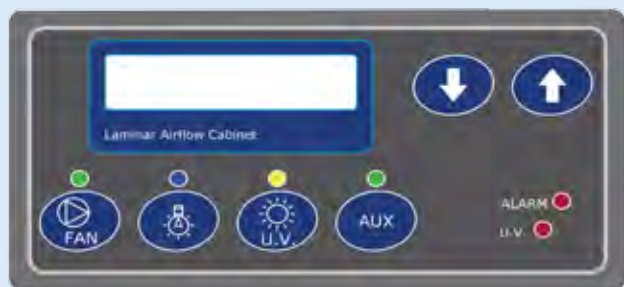 Laminar Airflow Cabinet
FAN
U.V.
AUX
ALARM
U.V.